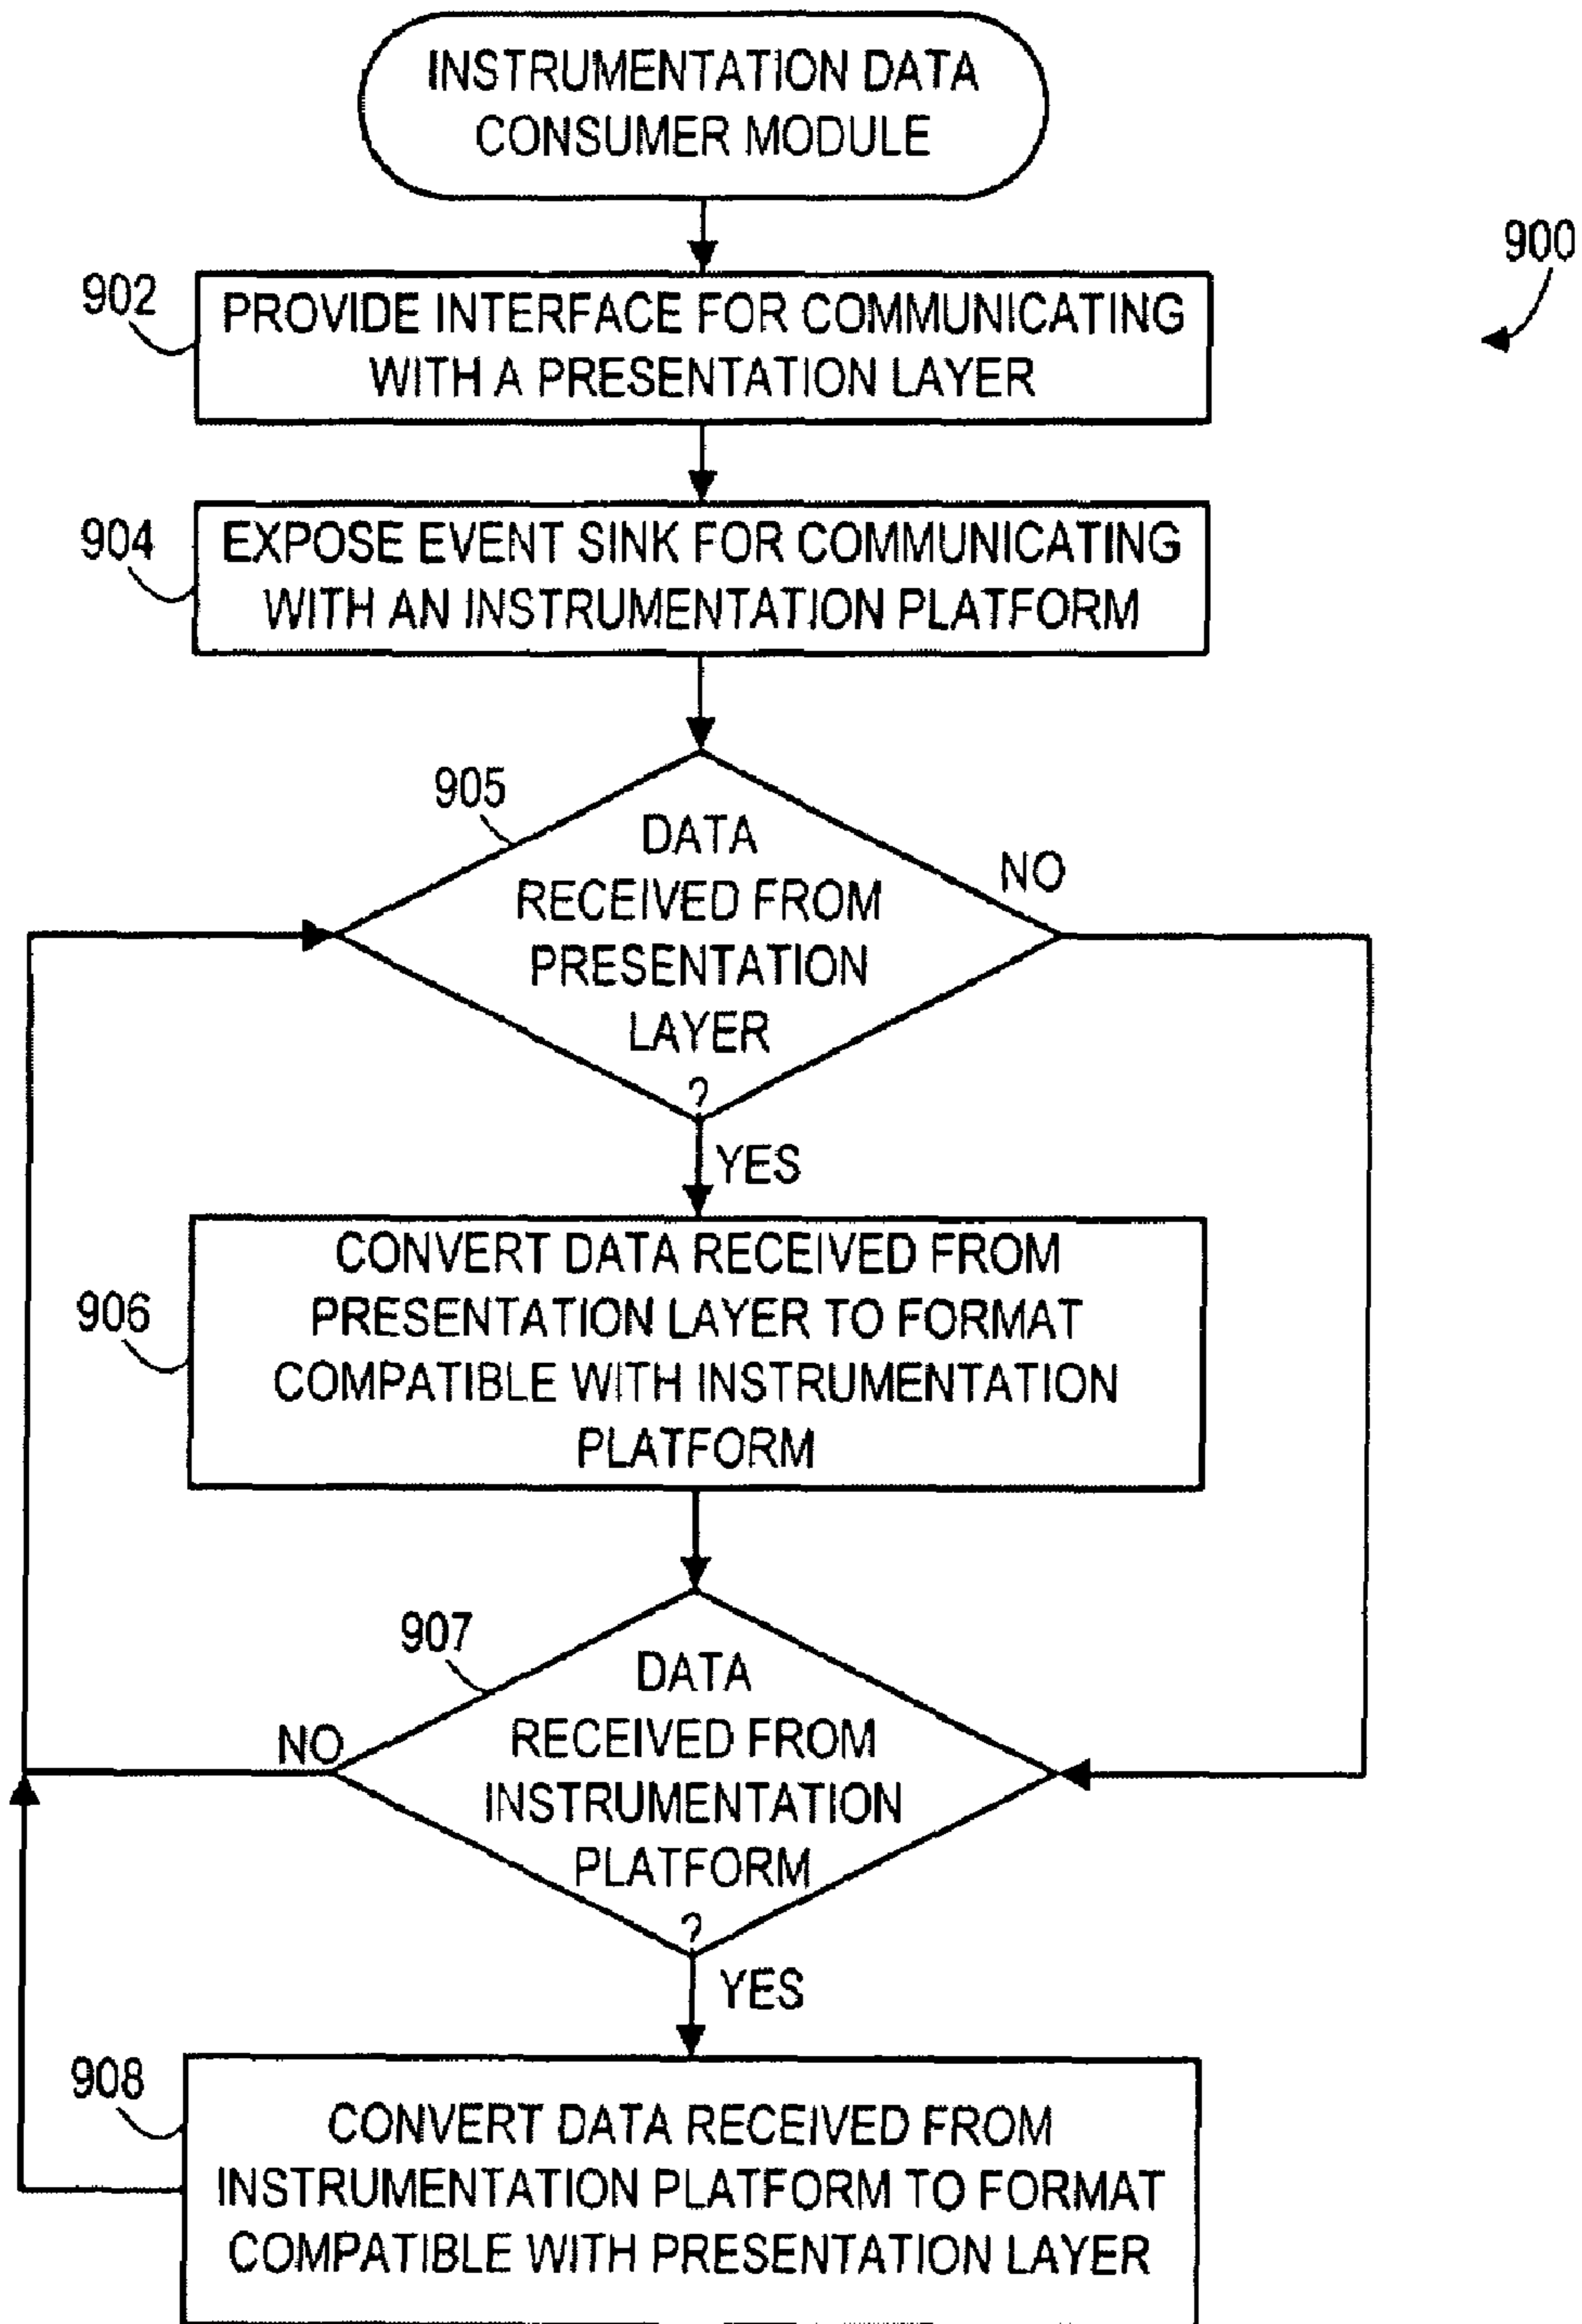 INSTRUMENTATION DATA
CONSUMER MODULE
900
902
PROVIDE INTERFACE FOR COMMUNICATING
WITH A PRESENTATION LAYER
904
EXPOSE EVENT SINK FOR COMMUNICATING
WITH AN INSTRUMENTATION PLATFORM
905
DATA
RECEIVED FROM
PRESENTATION
LAYER
?
NO
YES
906
CONVERT DATA RECEIVED FROM
PRESENTATION LAYER TO FORMAT
COMPATIBLE WITH INSTRUMENTATION
PLATFORM
907
DATA
RECEIVED FROM
INSTRUMENTATION
PLATFORM
?
NO
YES
908
CONVERT DATA RECEIVED FROM
INSTRUMENTATION PLATFORM TO FORMAT
COMPATIBLE WITH PRESENTATION LAYER